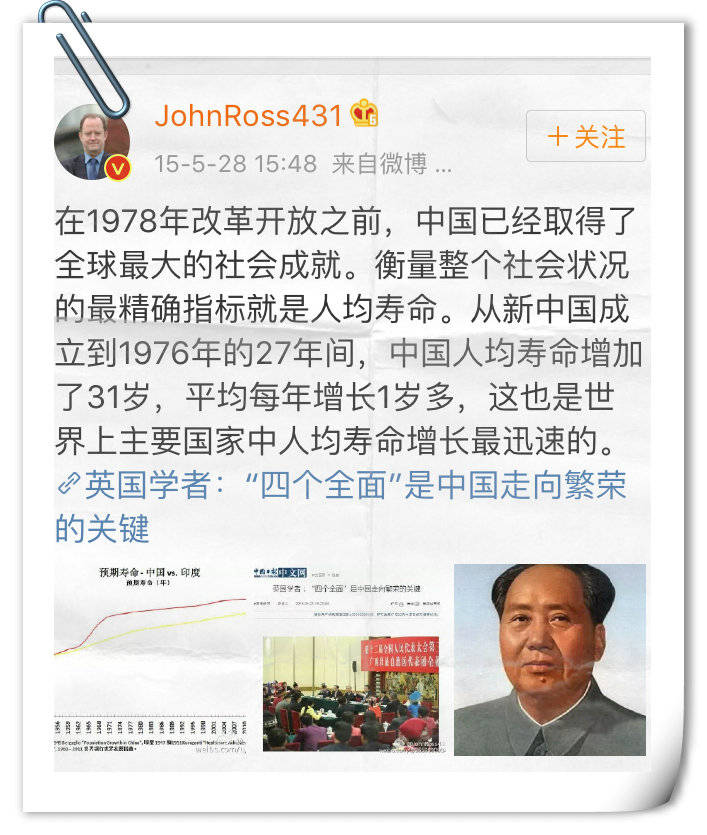 JohnRoss431
6
V
15-5-28 15:48 来自微博 ...
+关注
在1978年改革开放之前，中国已经取得了
全球最大的社会成就。衡量整个社会状况
的最精确指标就是人均寿命。从新中国成
立到1976年的27年间，中国人均寿命增加
了31岁，平均每年增长1岁多，这也是世
界上主要国家中人均寿命增长最迅速的。
英国学者：“四个全面”是中国走向繁荣
的关键
预期寿命 - 中国 vs. 印度
预期寿命（年）
中文网
英国学者：“四个全面”是中国走向繁荣的关键